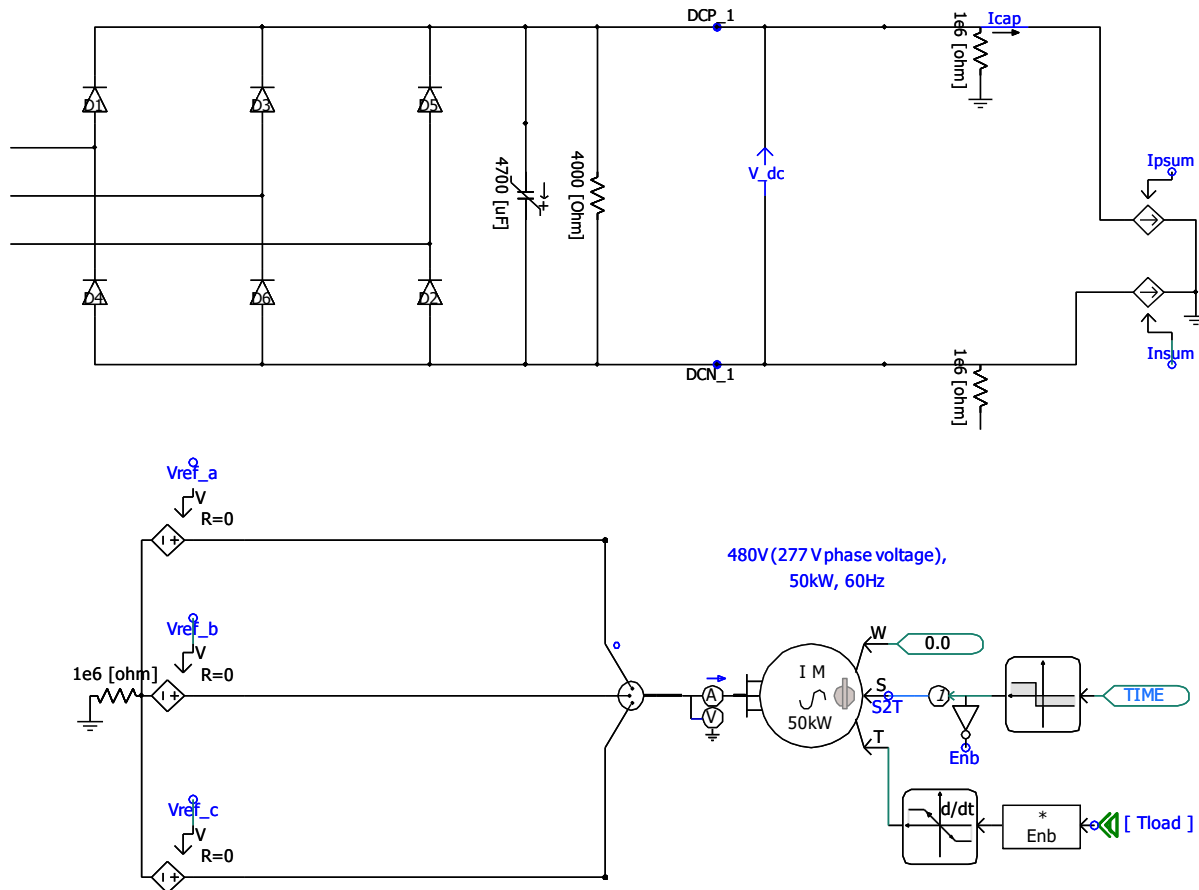 DCP_1
Icap
1e6 [ohm]
D1
D3
D5
4700 [uF]
+
4000 [Ohm]
V_dc
Ipsum
D4
D6
D2
Insum
DCN_1
1e6 [ohm]
Vref_a
V
R=0
480V (277 V phase voltage),
50kW, 60Hz
Vref_b
V
R=0
1e6 [ohm]
W
0.0
I M
50kW
S
S2T
1
TIME
A
V
T
Enb
Vref_c
V
R=0
d/dt
*
Enb
[ Tload ]